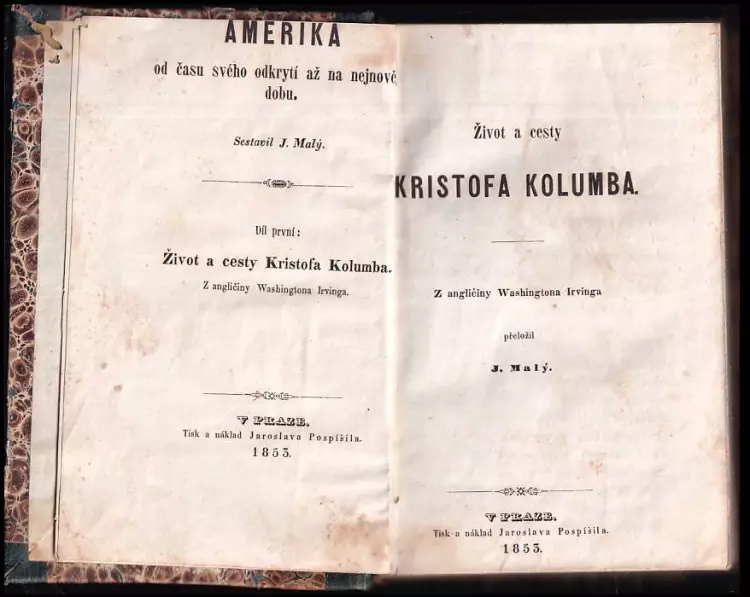 AMERIKA
od času svého odkrytí až na nejnově
dobu.
Sestavil J. Malý.
Díl první:
Život a cesty Kristofa Kolumba.
Z angličiny Washingtona Irvinga.
V PRAZE.
Tisk a náklad Jaroslava Pospíšila.
1853.
Život a cesty
KRISTOFA KOLUMBA.
Z angličiny Washingtona Irvinga
přeložil
J. Malý.
V PRAZE.
Tisk a náklad Jaroslava Pospíšila.
1853.